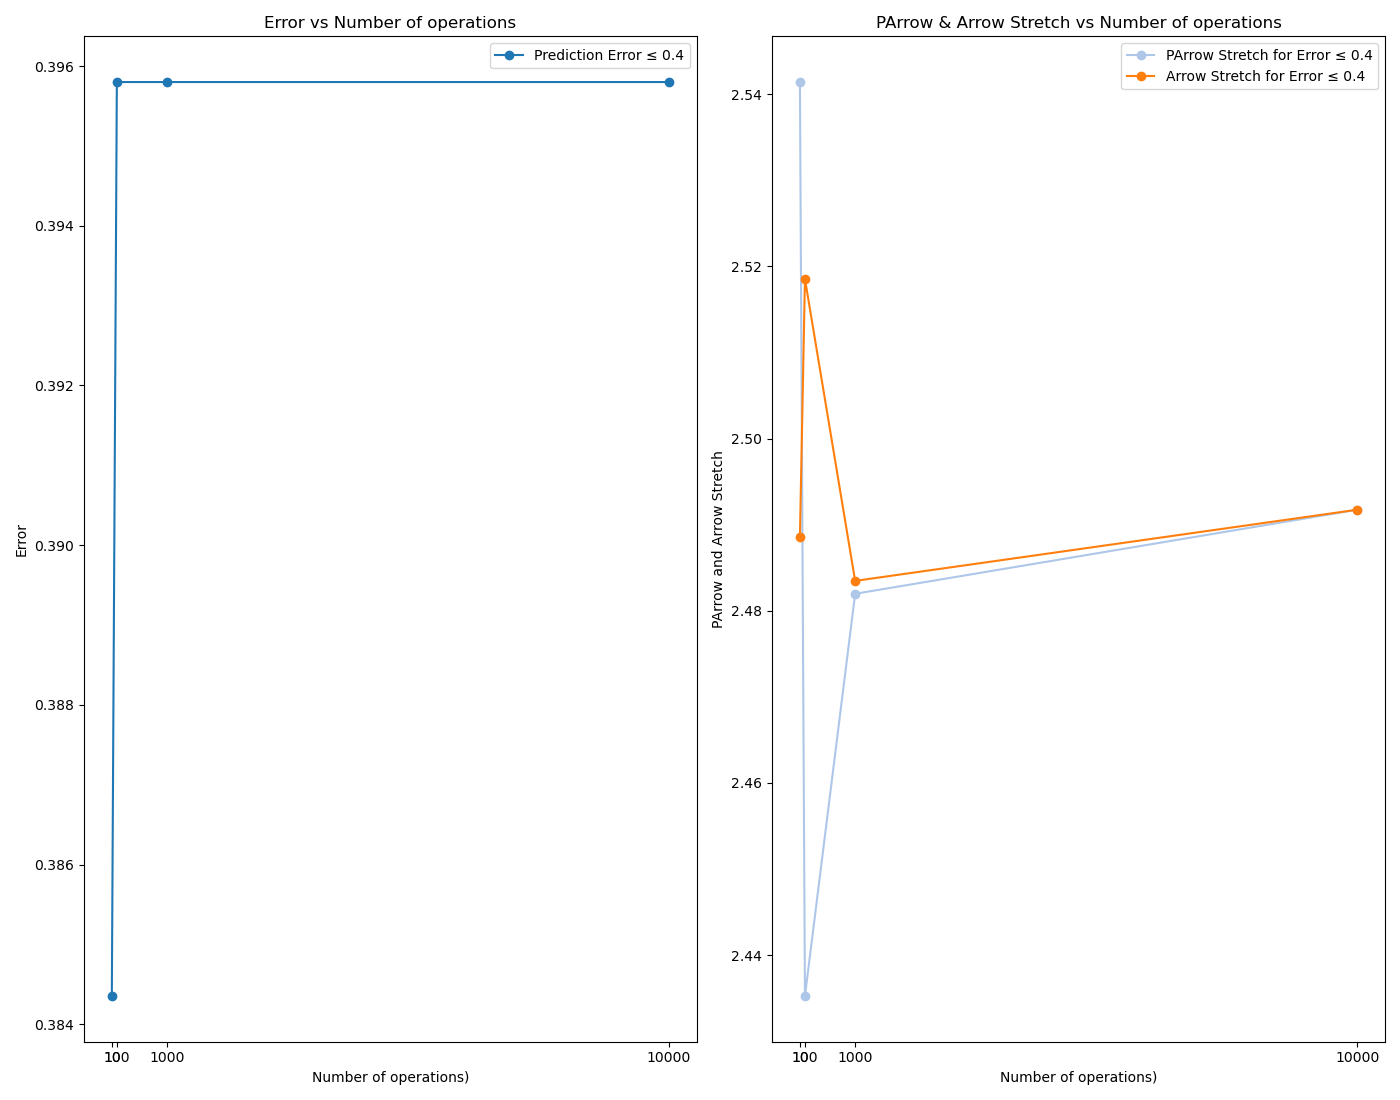 Error vs Number of operations
Prediction Error ≤ 0.4
0.396
0.394
0.392
0.390
0.388
0.386
0.384
Error
10 100 1000 10000
Number of operations)
PArrow & Arrow Stretch vs Number of operations
PArrow Stretch for Error ≤ 0.4
Arrow Stretch for Error ≤ 0.4
2.54
2.52
2.50
2.48
2.46
2.44
PArrow and Arrow Stretch
10 100 1000 10000
Number of operations)